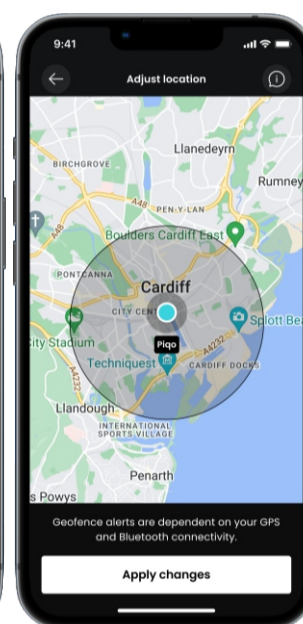 9:41
Adjust location
Llanedeyrn
BIRCHGROVE
Rumney
A48
PEN-Y-LAN
A48
Boulders Cardiff East
PONTCANNA
Cardiff
CITY CEN
City Stadium
Splott Bea
Piqo
A4232
Techniquest
CARDIFF DOCKS
A4232
Llandough
INTERNATIONAL
SPORTS VILLAGE
Penarth
s Powys
Geofence alerts are dependent on your GPS
and Bluetooth connectivity.
Apply changes